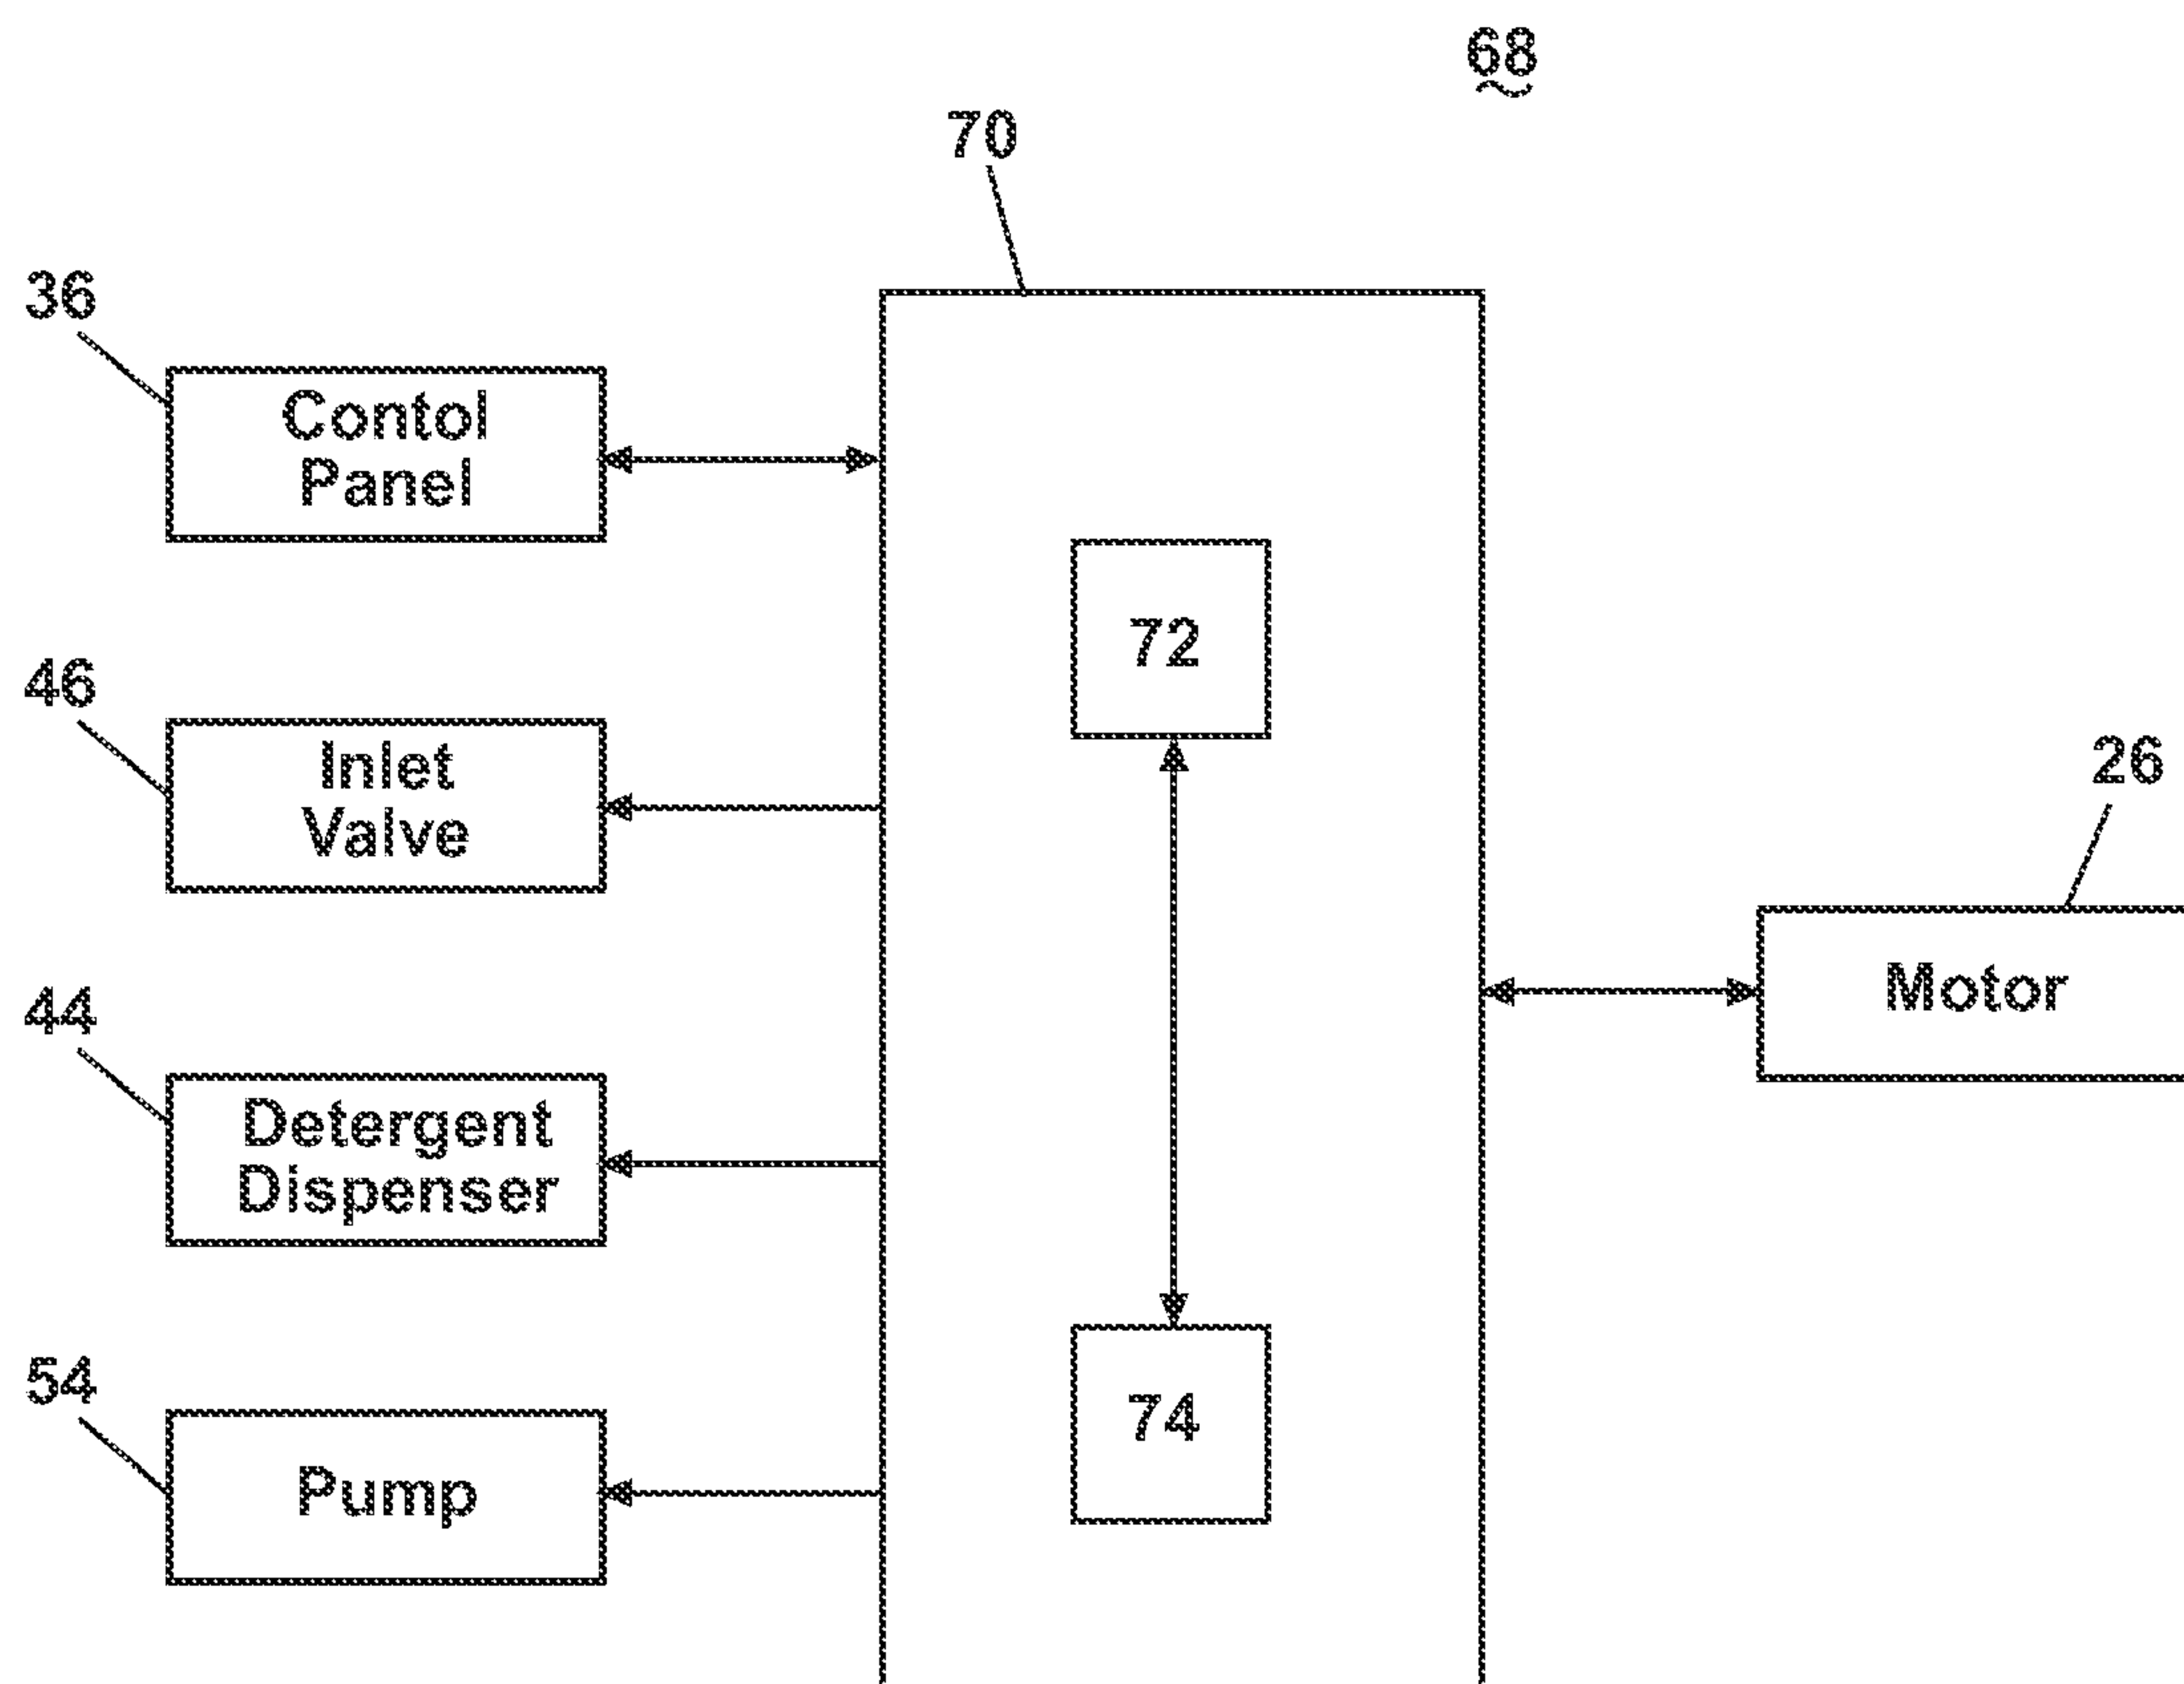 68
70
36
Contol
Panel
72
46
Inlet
Valve
26
Motor
44
Detergent
Dispenser
74
54
Pump